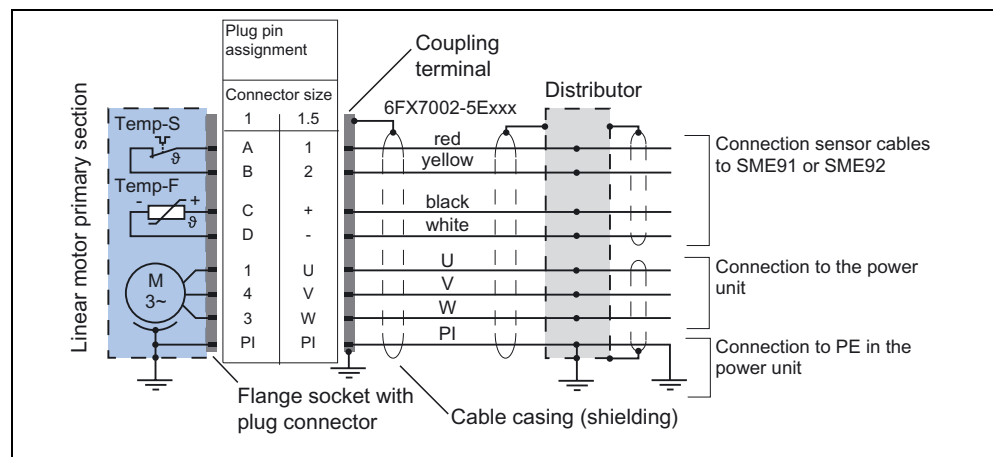 Plug pin
assignment
Connector size
1 1.5
A 1
B 2
C +
D -
1 U
4 V
3 W
PI PI
Linear motor primary section
Temp-S
ϑ
Temp-F
- +
ϑ
M
3~
Flange socket with
plug connector
Coupling
terminal
6FX7002-5Exxx
red
yellow
black
white
U
V
W
PI
Cable casing (shielding)
Distributor
Connection sensor cables
to SME91 or SME92
Connection to the power
unit
Connection to PE in the
power unit